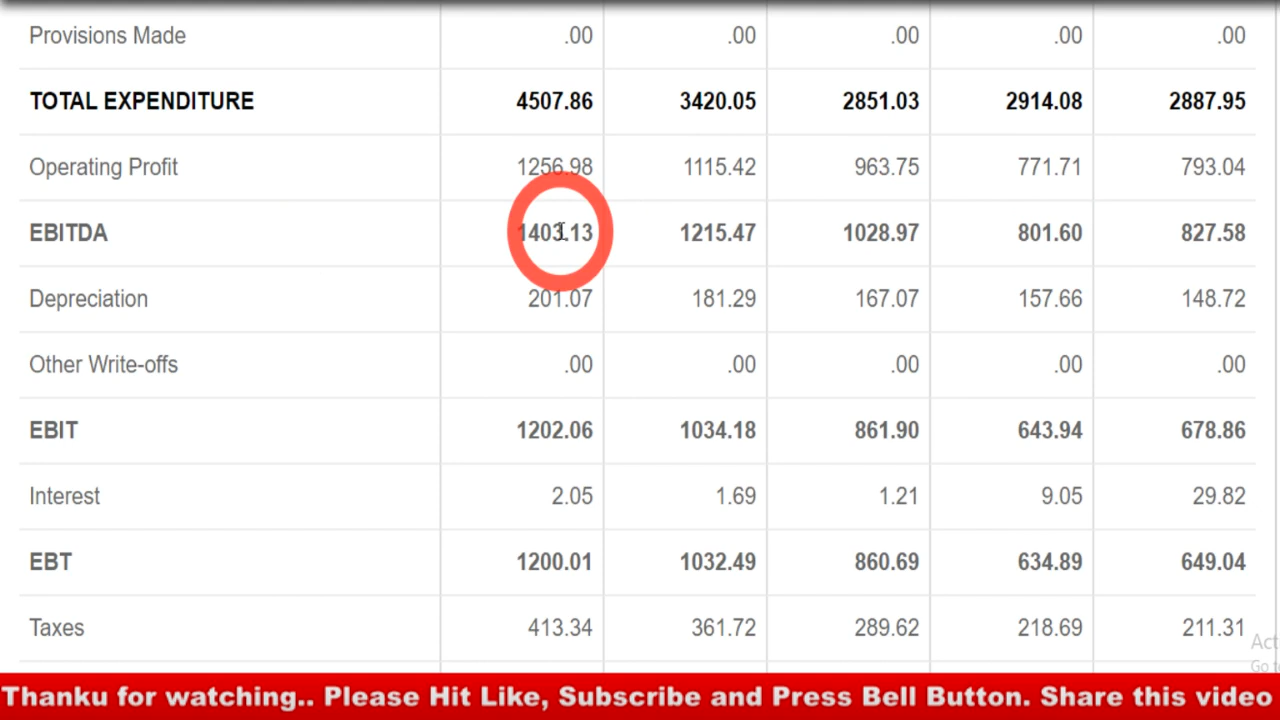 Provisions Made .00 .00 .00 .00 .00
TOTAL EXPENDITURE 4507.86 3420.05 2851.03 2914.08 2887.95
Operating Profit 1256.98 1115.42 963.75 771.71 793.04
EBITDA 1403.13 1215.47 1028.97 801.60 827.58
Depreciation 201.07 181.29 167.07 157.66 148.72
Other Write-offs .00 .00 .00 .00 .00
EBIT 1202.06 1034.18 861.90 643.94 678.86
Interest 2.05 1.69 1.21 9.05 29.82
EBT 1200.01 1032.49 860.69 634.89 649.04
Taxes 413.34 361.72 289.62 218.69 211.31
Act
Go to
Thanku for watching.. Please Hit Like, Subscribe and Press Bell Button. Share this video